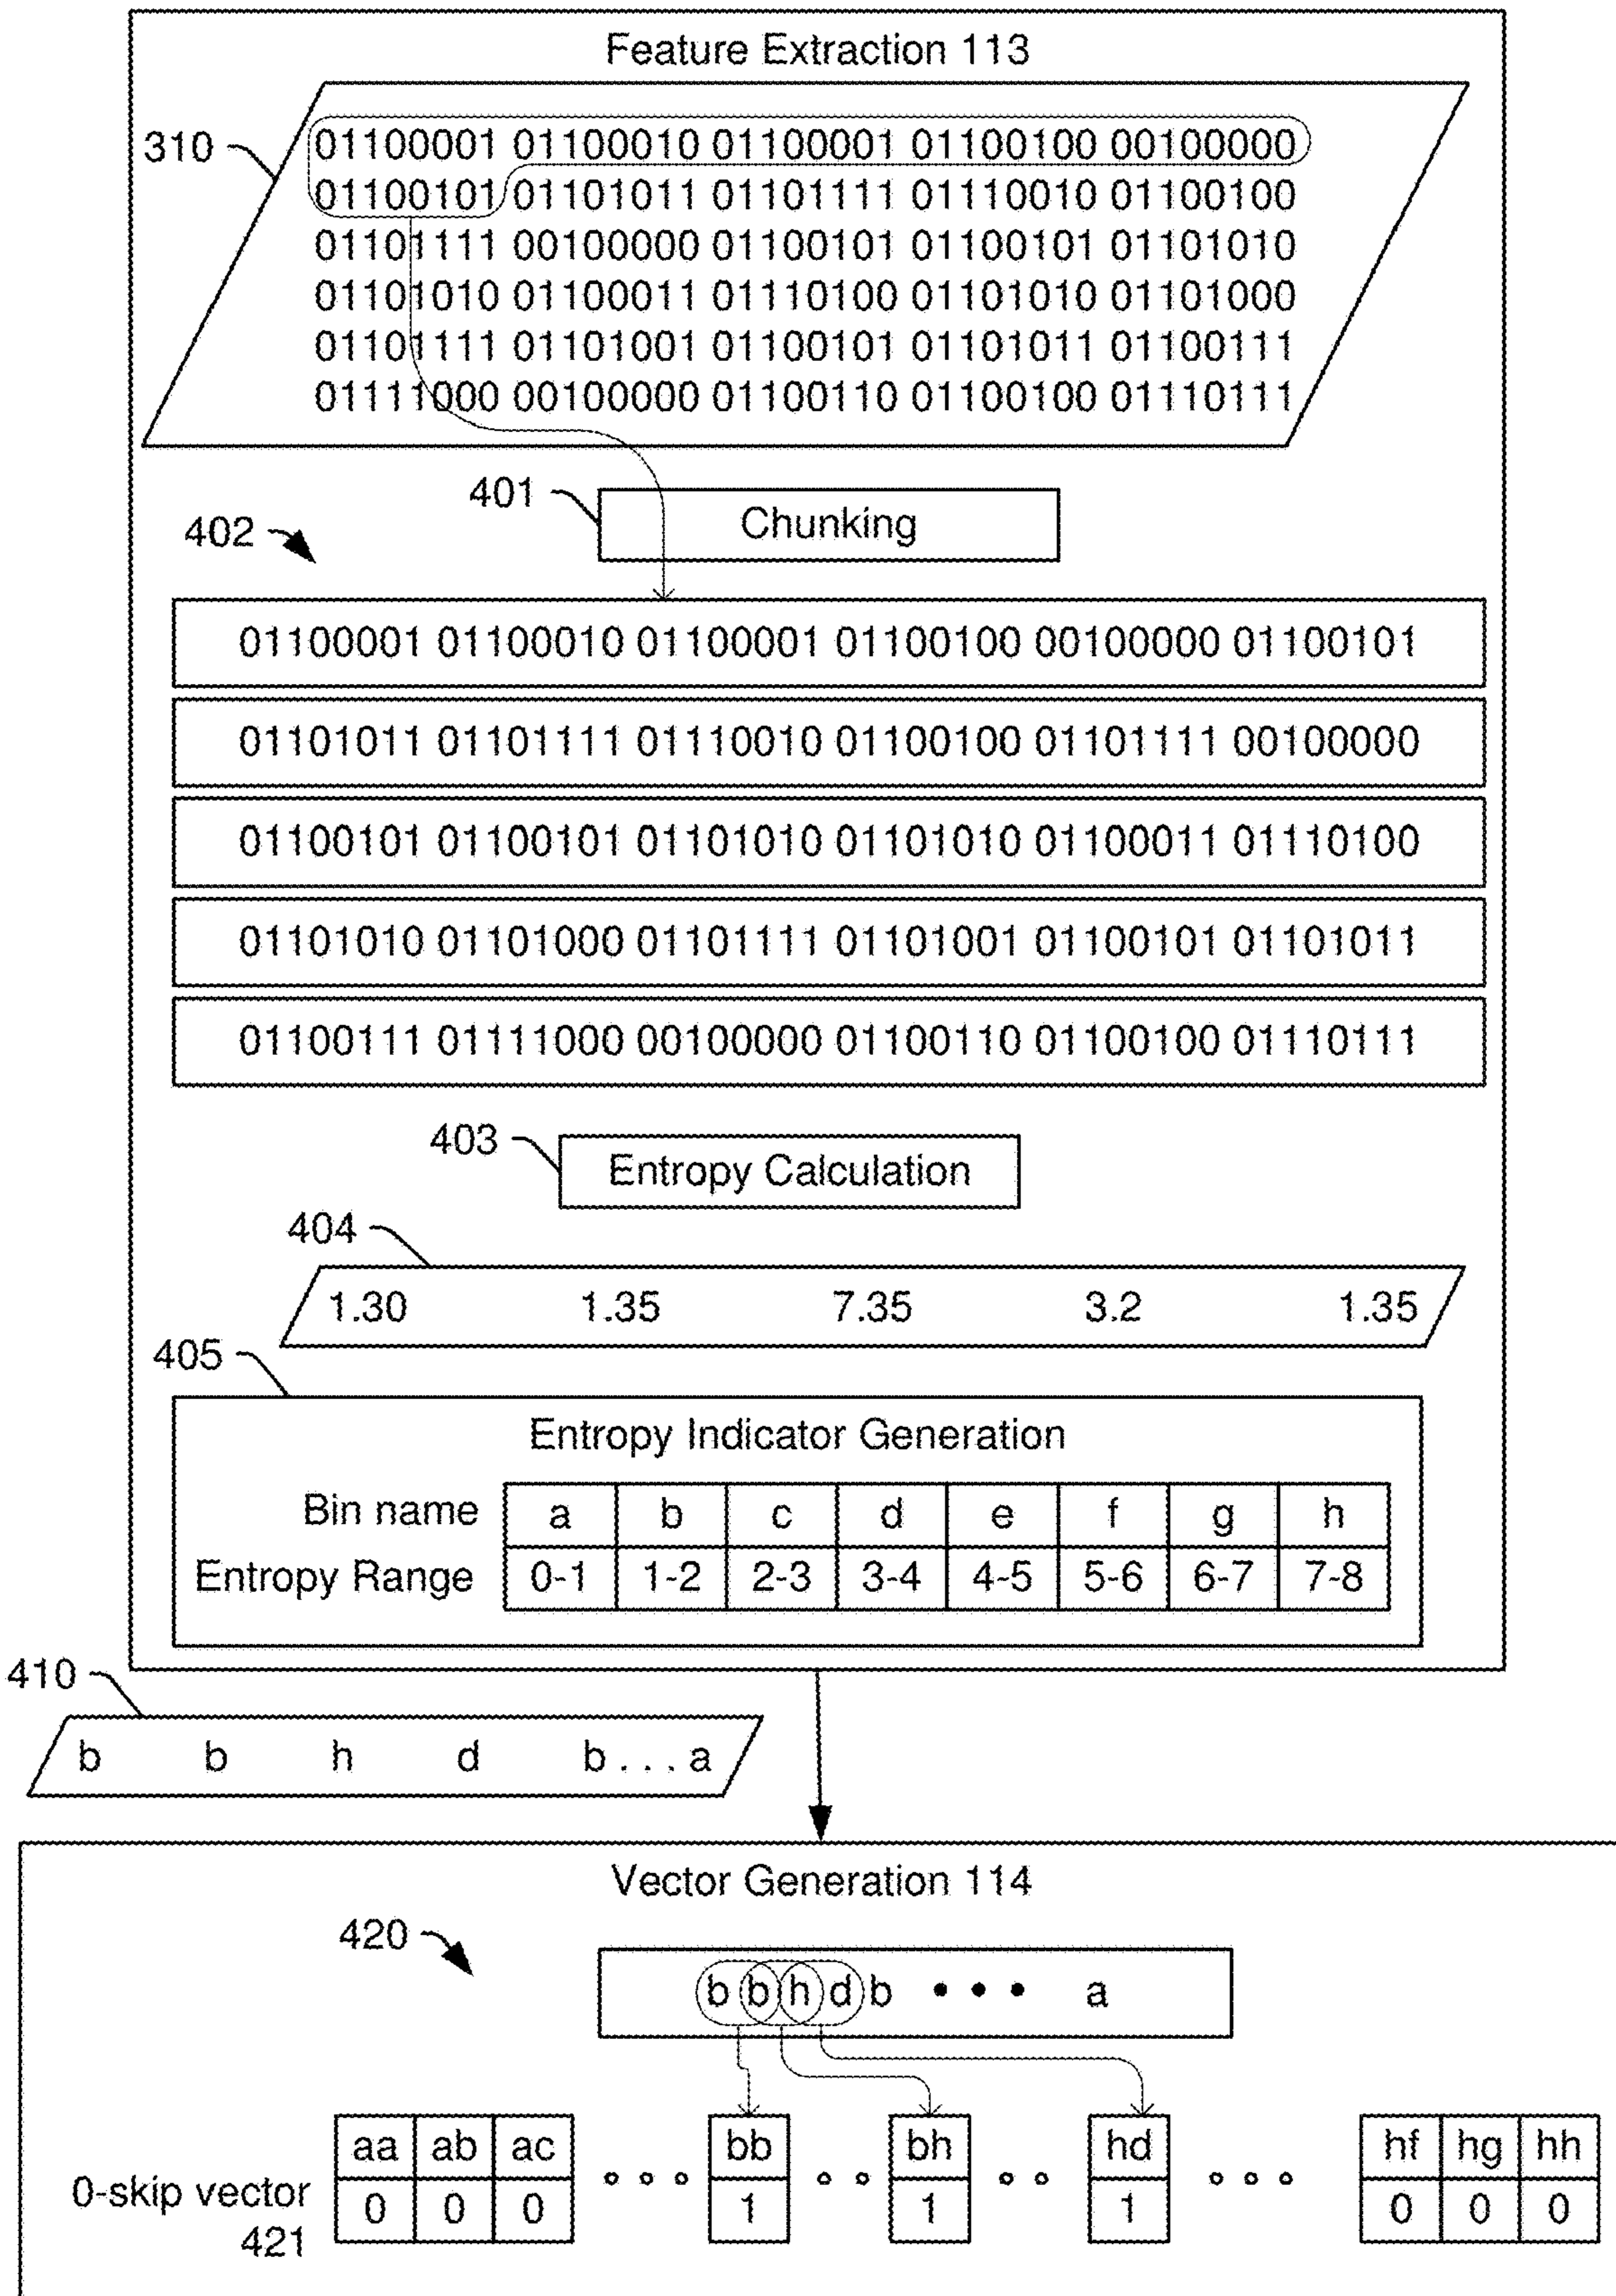 Feature Extraction 113
310
01100001 01100010 01100001 01100100 00100000
01100101 01101011 01101111 01110010 01100100
01101111 00100000 01100101 01100101 01101010
01101010 01100011 01110100 01101010 01101000
01101111 01101001 01100101 01101011 01100111
01111000 00100000 01100110 01100100 01110111
401
Chunking
402
01100001 01100010 01100001 01100100 00100000 01100101
01101011 01101111 01110010 01100100 01101111 00100000
01100101 01100101 01101010 01101010 01100011 01110100
01101010 01101000 01101111 01101001 01100101 01101011
01100111 01111000 00100000 01100110 01100100 01110111
403
Entropy Calculation
404
1.30 1.35 7.35 3.2 1.35
405
Entropy Indicator Generation
Bin name a b c d e f g h
Entropy Range 0-1 1-2 2-3 3-4 4-5 5-6 6-7 7-8
410
b b h d b . . . a
Vector Generation 114
420
b b h d b • • • a
aa ab ac bb bh hd hf hg hh
0-skip vector 0 0 0 1 1 1 0 0 0
421